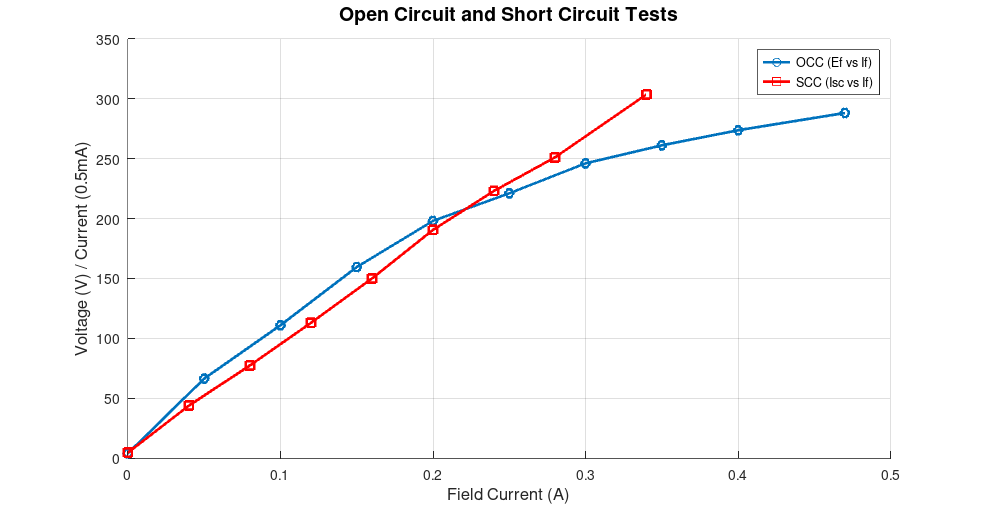 Open Circuit and Short Circuit Tests
350
300
250
200
150
100
50
0
Voltage (V) / Current (0.5mA)
OCC (Ef vs If)
SCC (Isc vs If)
0
0.1
0.2
0.3
0.4
0.5
Field Current (A)